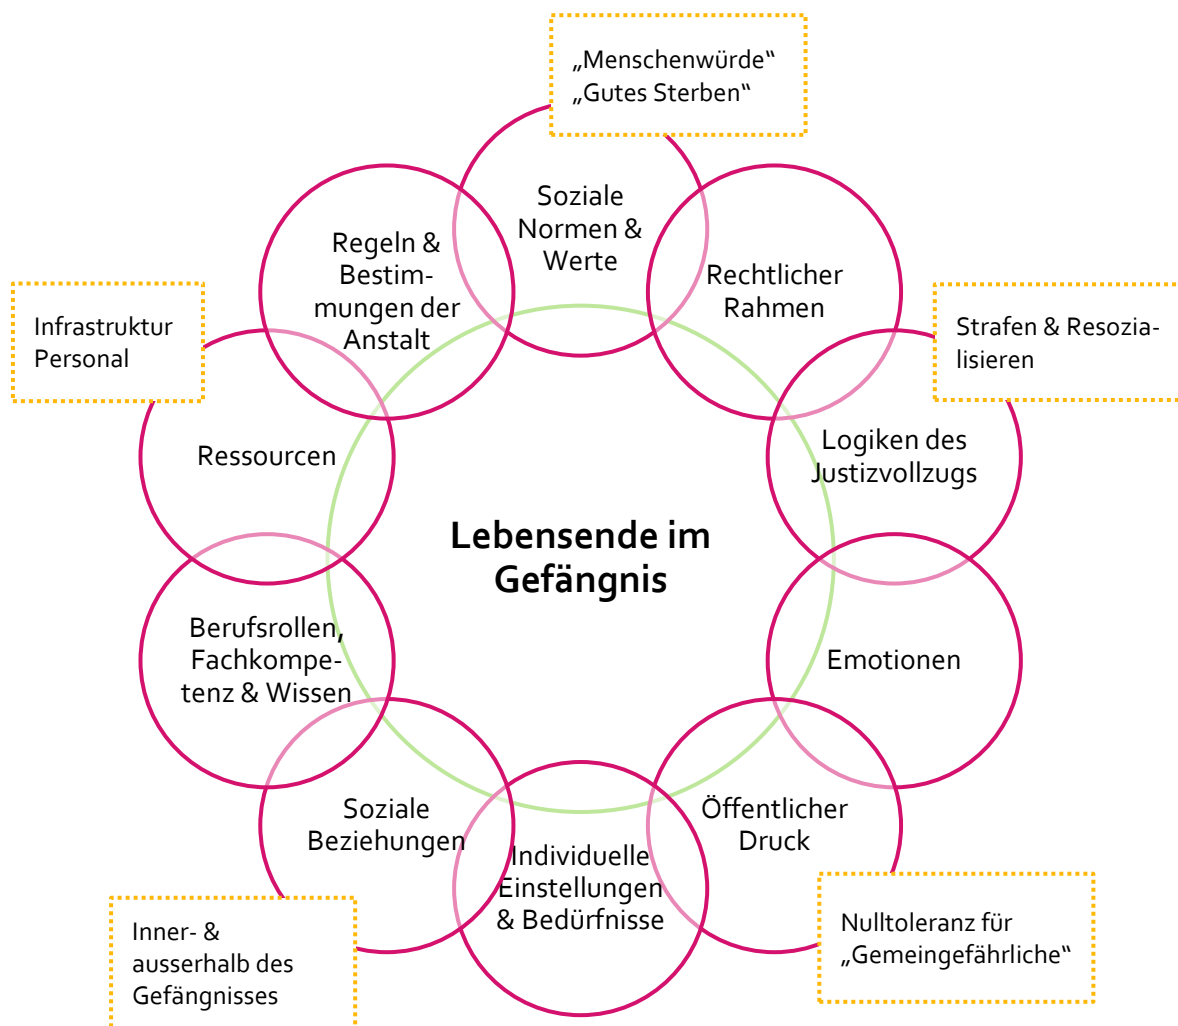 „Menschenwürde“
„Gutes Sterben“
Soziale
Normen &
Werte
Regeln &
Bestim-
mungen der
Anstalt
Rechtlicher
Rahmen
Infrastruktur
Personal
Strafen & Resozia-
lisieren
Ressourcen
Logiken des
Justizvollzugs
Lebensende im
Gefängnis
Berufsrollen,
Fachkompe-
tenz & Wissen
Emotionen
Soziale
Beziehungen
Öffentlicher
Druck
Individuelle
Einstellungen
& Bedürfnisse
Inner- &
ausserhalb des
Gefängnisses
Nulltoleranz für
„Gemeingefährliche“